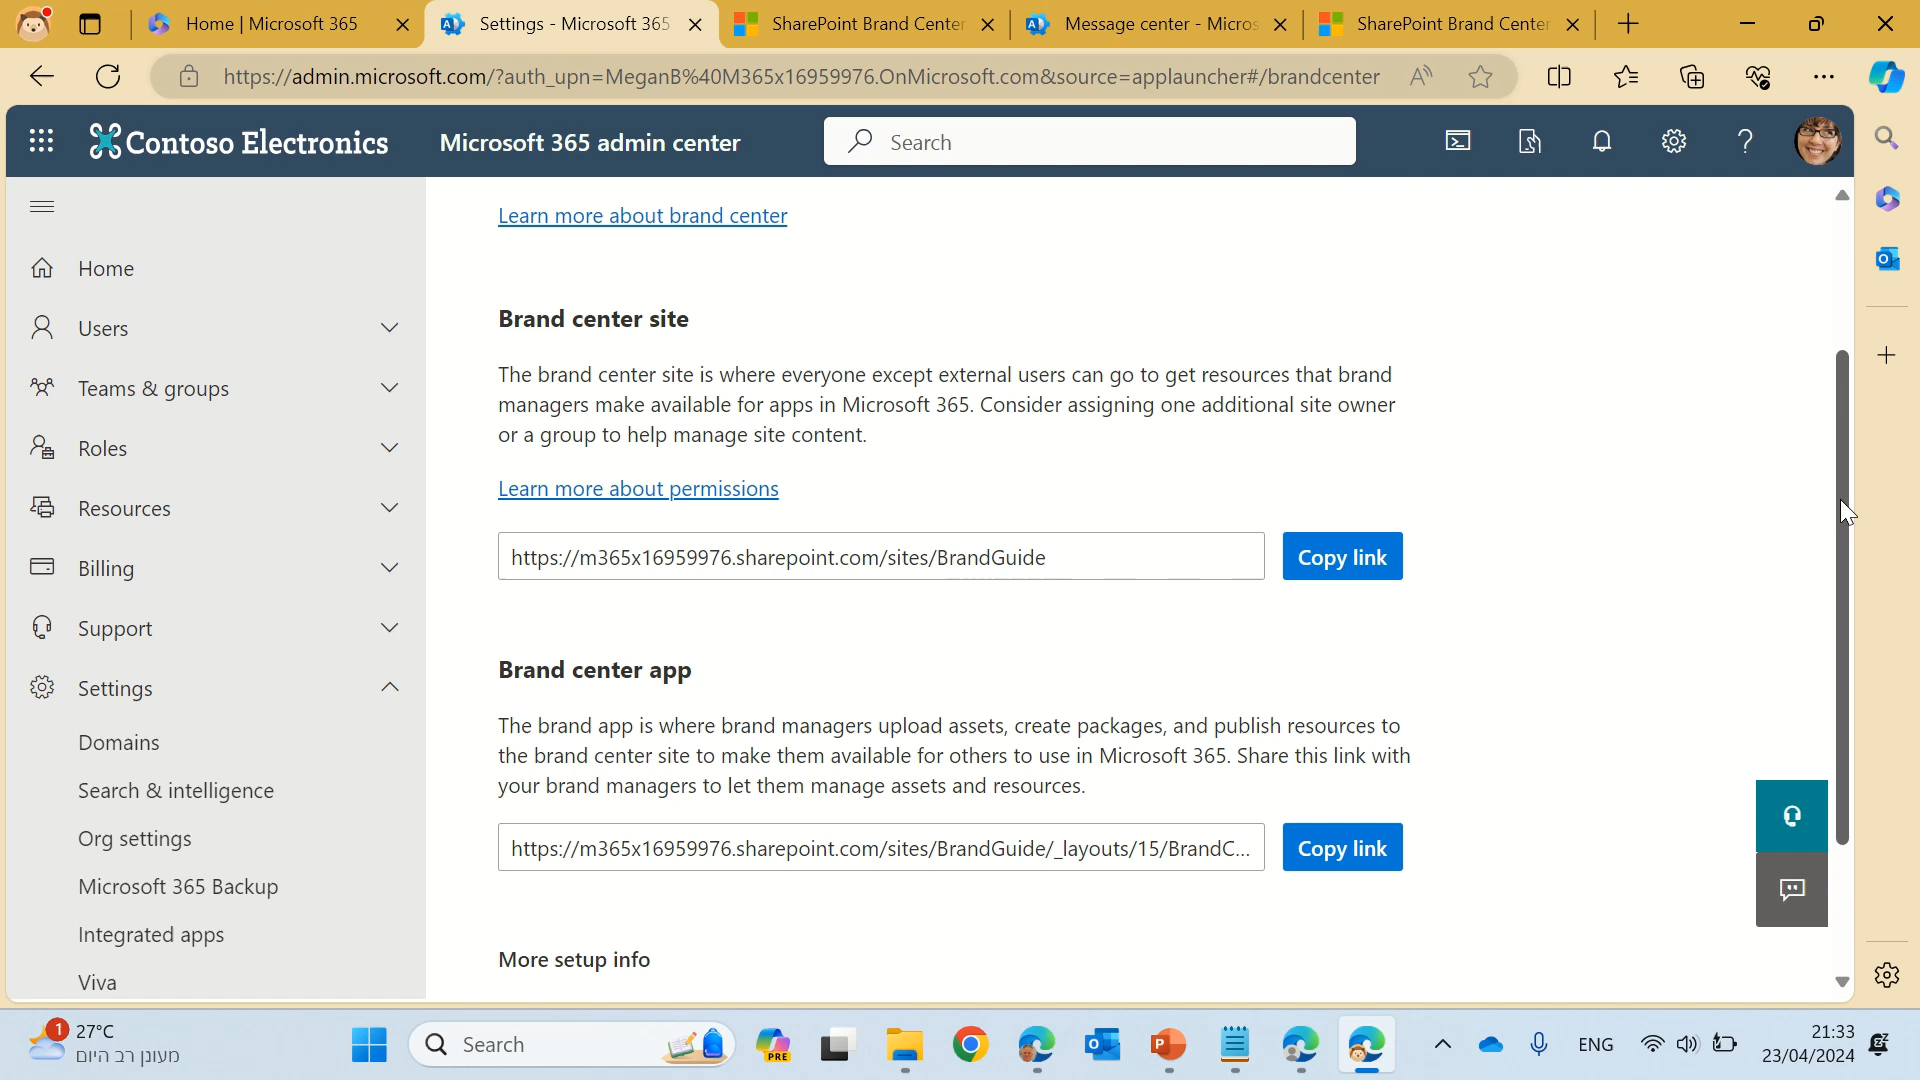 Home | Microsoft 365
Settings - Microsoft 365
SharePoint Brand Center
Message center - Micros
SharePoint Brand Center
https://admin.microsoft.com/?auth_upn=MeganB%40M365x16959976.OnMicrosoft.com&source=applauncher#/brandcenter
Contoso Electronics
Microsoft 365 admin center
Search
Home
Users
Teams & groups
Roles
Resources
Billing
Support
Settings
Domains
Search & intelligence
Org settings
Microsoft 365 Backup
Integrated apps
Viva
Learn more about brand center
Brand center site
The brand center site is where everyone except external users can go to get resources that brand
managers make available for apps in Microsoft 365. Consider assigning one additional site owner
or a group to help manage site content.
Learn more about permissions
https://m365x16959976.sharepoint.com/sites/BrandGuide
Copy link
Brand center app
The brand app is where brand managers upload assets, create packages, and publish resources to
the brand center site to make them available for others to use in Microsoft 365. Share this link with
your brand managers to let them manage assets and resources.
https://m365x16959976.sharepoint.com/sites/BrandGuide/_layouts/15/BrandC...
Copy link
More setup info
1
27°C
מעונן רב היום
Search
PRE
ENG
21:33
23/04/2024